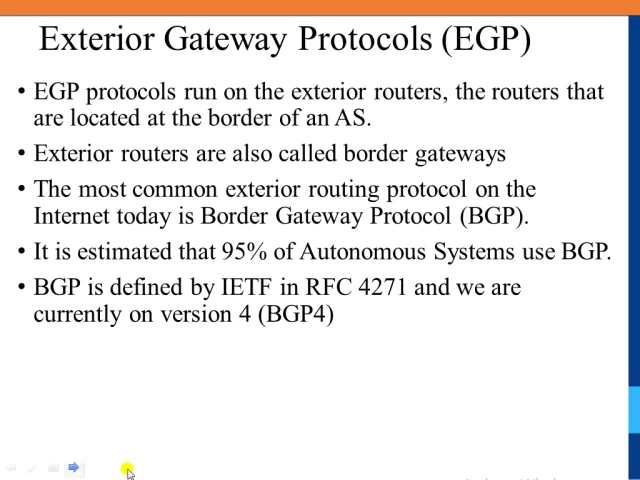 Exterior Gateway Protocols (EGP)
• EGP protocols run on the exterior routers, the routers that
are located at the border of an AS.
• Exterior routers are also called border gateways
• The most common exterior routing protocol on the
Internet today is Border Gateway Protocol (BGP).
• It is estimated that 95% of Autonomous Systems use BGP.
• BGP is defined by IETF in RFC 4271 and we are
currently on version 4 (BGP4)